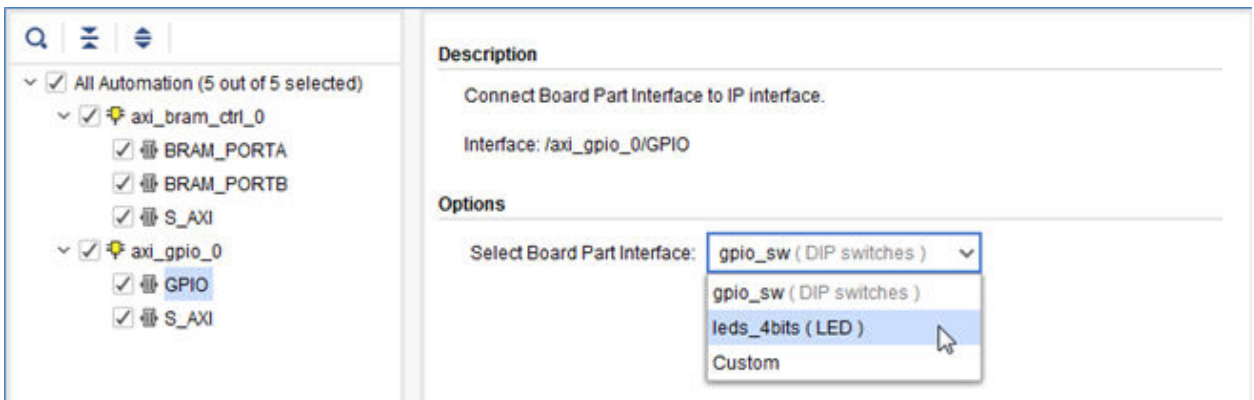 All Automation (5 out of 5 selected)
axi_bram_ctrl_0
BRAM_PORTA
BRAM_PORTB
S_AXI
axi_gpio_0
GPIO
S_AXI
Description
Connect Board Part Interface to IP interface.
Interface: /axi_gpio_0/GPIO
Options
Select Board Part Interface: gpio_sw ( DIP switches )
gpio_sw ( DIP switches )
leds_4bits ( LED )
Custom